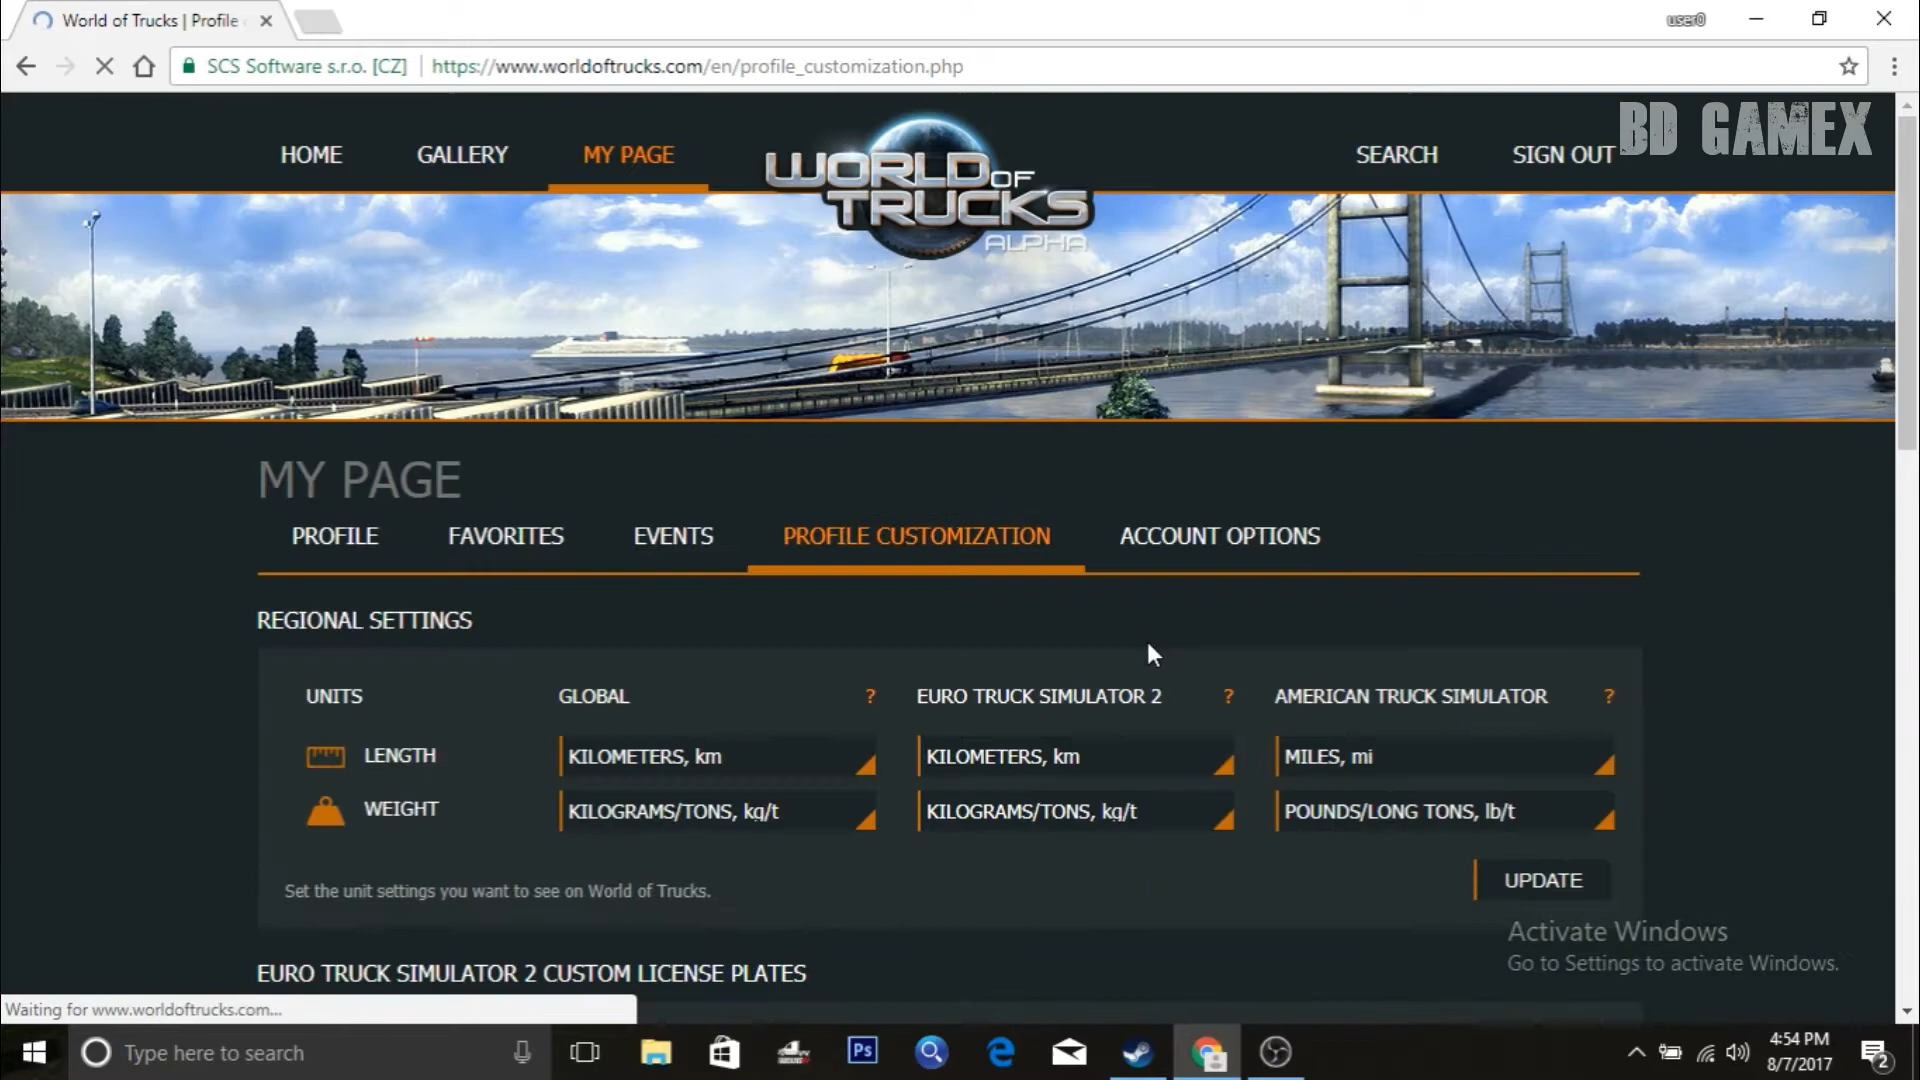 World of Trucks | Profile
user0
SCS Software s.r.o. [CZ] | https://www.worldoftrucks.com/en/profile_customization.php
BD GAMEX
HOME GALLERY MY PAGE SEARCH SIGN OUT
WORLD OF
TRUCKS
ALPHA
MY PAGE
PROFILE FAVORITES EVENTS PROFILE CUSTOMIZATION ACCOUNT OPTIONS
REGIONAL SETTINGS
UNITS GLOBAL ? EURO TRUCK SIMULATOR 2 ? AMERICAN TRUCK SIMULATOR ?
LENGTH KILOMETERS, km KILOMETERS, km MILES, mi
WEIGHT KILOGRAMS/TONS, kg/t KILOGRAMS/TONS, kg/t POUNDS/LONG TONS, lb/t
Set the unit settings you want to see on World of Trucks.
UPDATE
Activate Windows
Go to Settings to activate Windows.
EURO TRUCK SIMULATOR 2 CUSTOM LICENSE PLATES
Waiting for www.worldoftrucks.com...
Type here to search
Ps
4:54 PM
8/7/2017
2